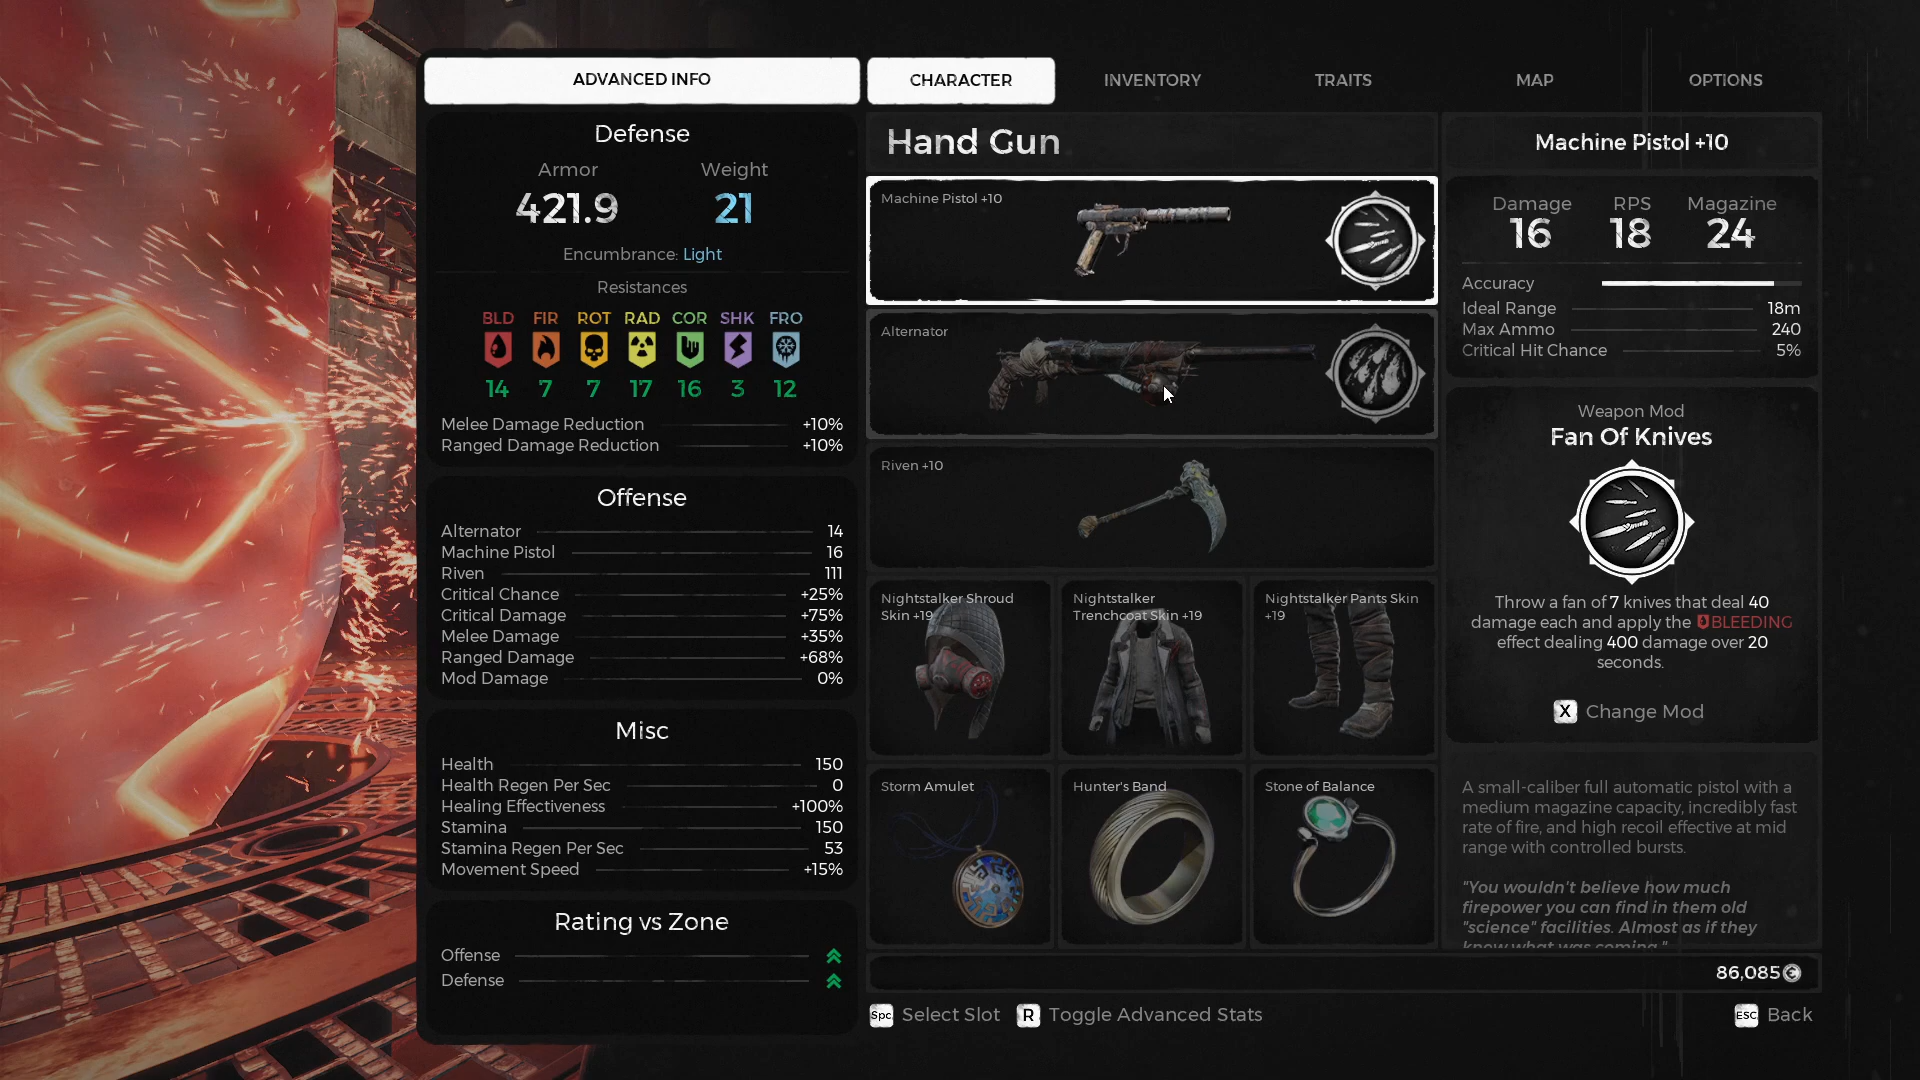 ADVANCED INFO
CHARACTER
INVENTORY
TRAITS
MAP
OPTIONS
Defense
Armor
Weight
421.9
21
Encumbrance: Light
Resistances
BLD FIR ROT RAD COR SHK FRO
14 7 7 17 16 3 12
Melee Damage Reduction +10%
Ranged Damage Reduction +10%
Offense
Alternator 14
Machine Pistol 16
Riven 111
Critical Chance +25%
Critical Damage +75%
Melee Damage +35%
Ranged Damage +68%
Mod Damage 0%
Misc
Health 150
Health Regen Per Sec 0
Healing Effectiveness +100%
Stamina 150
Stamina Regen Per Sec 53
Movement Speed +15%
Rating vs Zone
Offense
Defense
Hand Gun
Machine Pistol +10
Alternator
Riven +10
Nightstalker Shroud
Skin +19
Nightstalker
Trenchcoat Skin +19
Nightstalker Pants Skin
+19
Storm Amulet
Hunter's Band
Stone of Balance
Machine Pistol +10
Damage RPS Magazine
16 18 24
Accuracy
Ideal Range 18m
Max Ammo 240
Critical Hit Chance 5%
Weapon Mod
Fan Of Knives
Throw a fan of 7 knives that deal 40
damage each and apply the BLEEDING
effect dealing 400 damage over 20
seconds.
X Change Mod
A small-caliber full automatic pistol with a
medium magazine capacity, incredibly fast
rate of fire, and high recoil effective at mid
range with controlled bursts.
"You wouldn't believe how much
firepower you can find in them old
"science" facilities. Almost as if they
knew what was coming."
86,085
Spc Select Slot R Toggle Advanced Stats
ESC Back